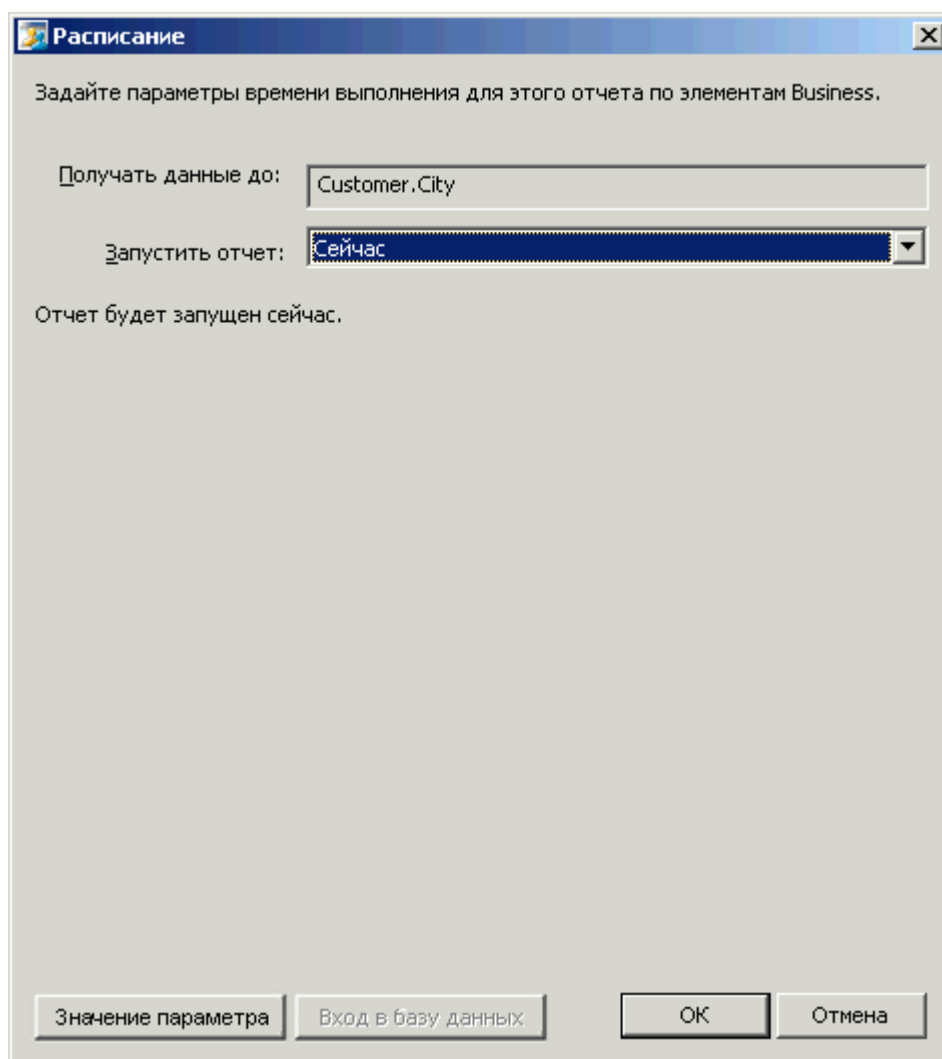 Расписание
Задайте параметры времени выполнения для этого отчета по элементам Business.
Получать данные до: Customer.City
Запустить отчет: Сейчас
Отчет будет запущен сейчас.
Значение параметра Вход в базу данных ОК Отмена